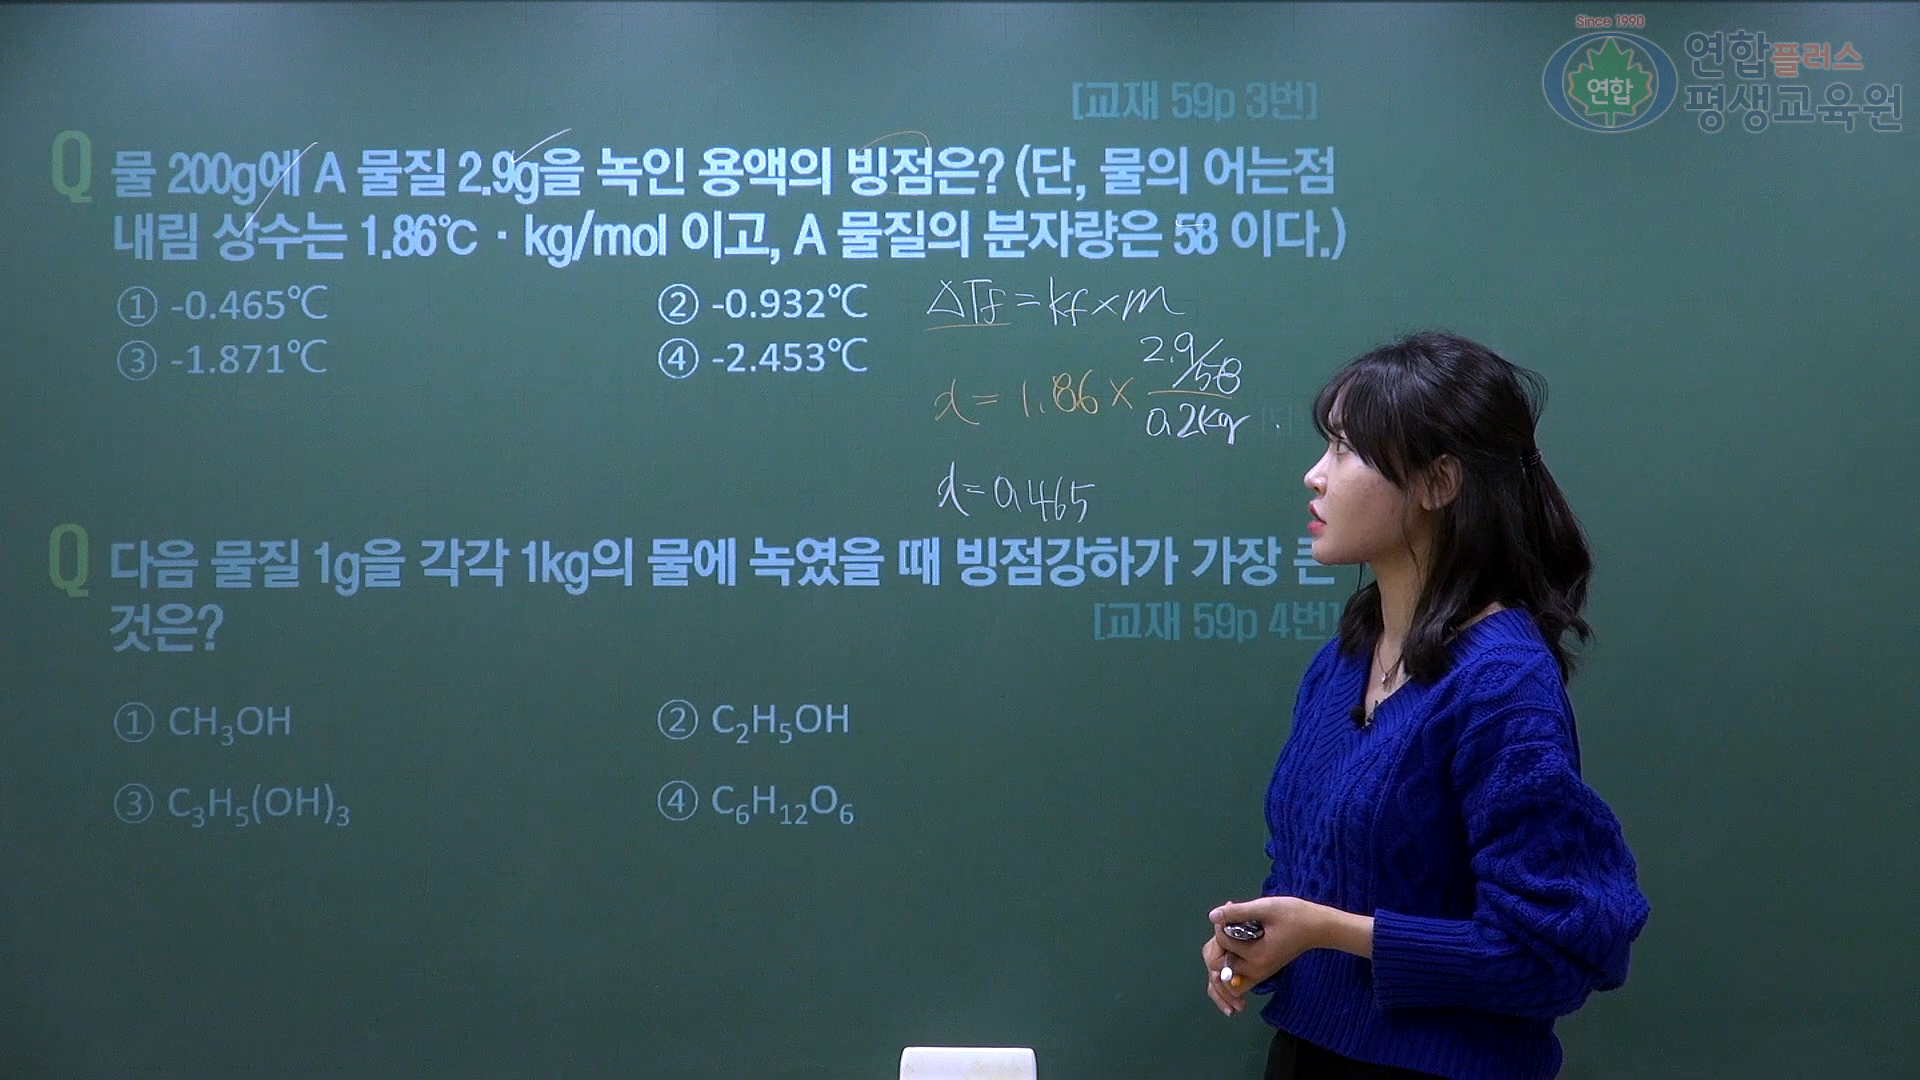 Since 1990
연합
연합플러스
평생교육원
[교재 59p 3번]
Q 물 200g에 A 물질 2.9g을 녹인 용액의 빙점은? (단, 물의 어는점
내림 상수는 1.86℃ · kg/mol 이고, A 물질의 분자량은 58 이다.)
① -0.465℃ ② -0.932℃
③ -1.871℃ ④ -2.453℃
ΔTf = kf × m
x = 1.86 × 2.9/58
0.2kg
x = 0.465
Q 다음 물질 1g을 각각 1kg의 물에 녹였을 때 빙점강하가 가장 큰
것은?
[교재 59p 4번]
① CH₃OH ② C₂H₅OH
③ C₃H₅(OH)₃ ④ C₆H₁₂O₆